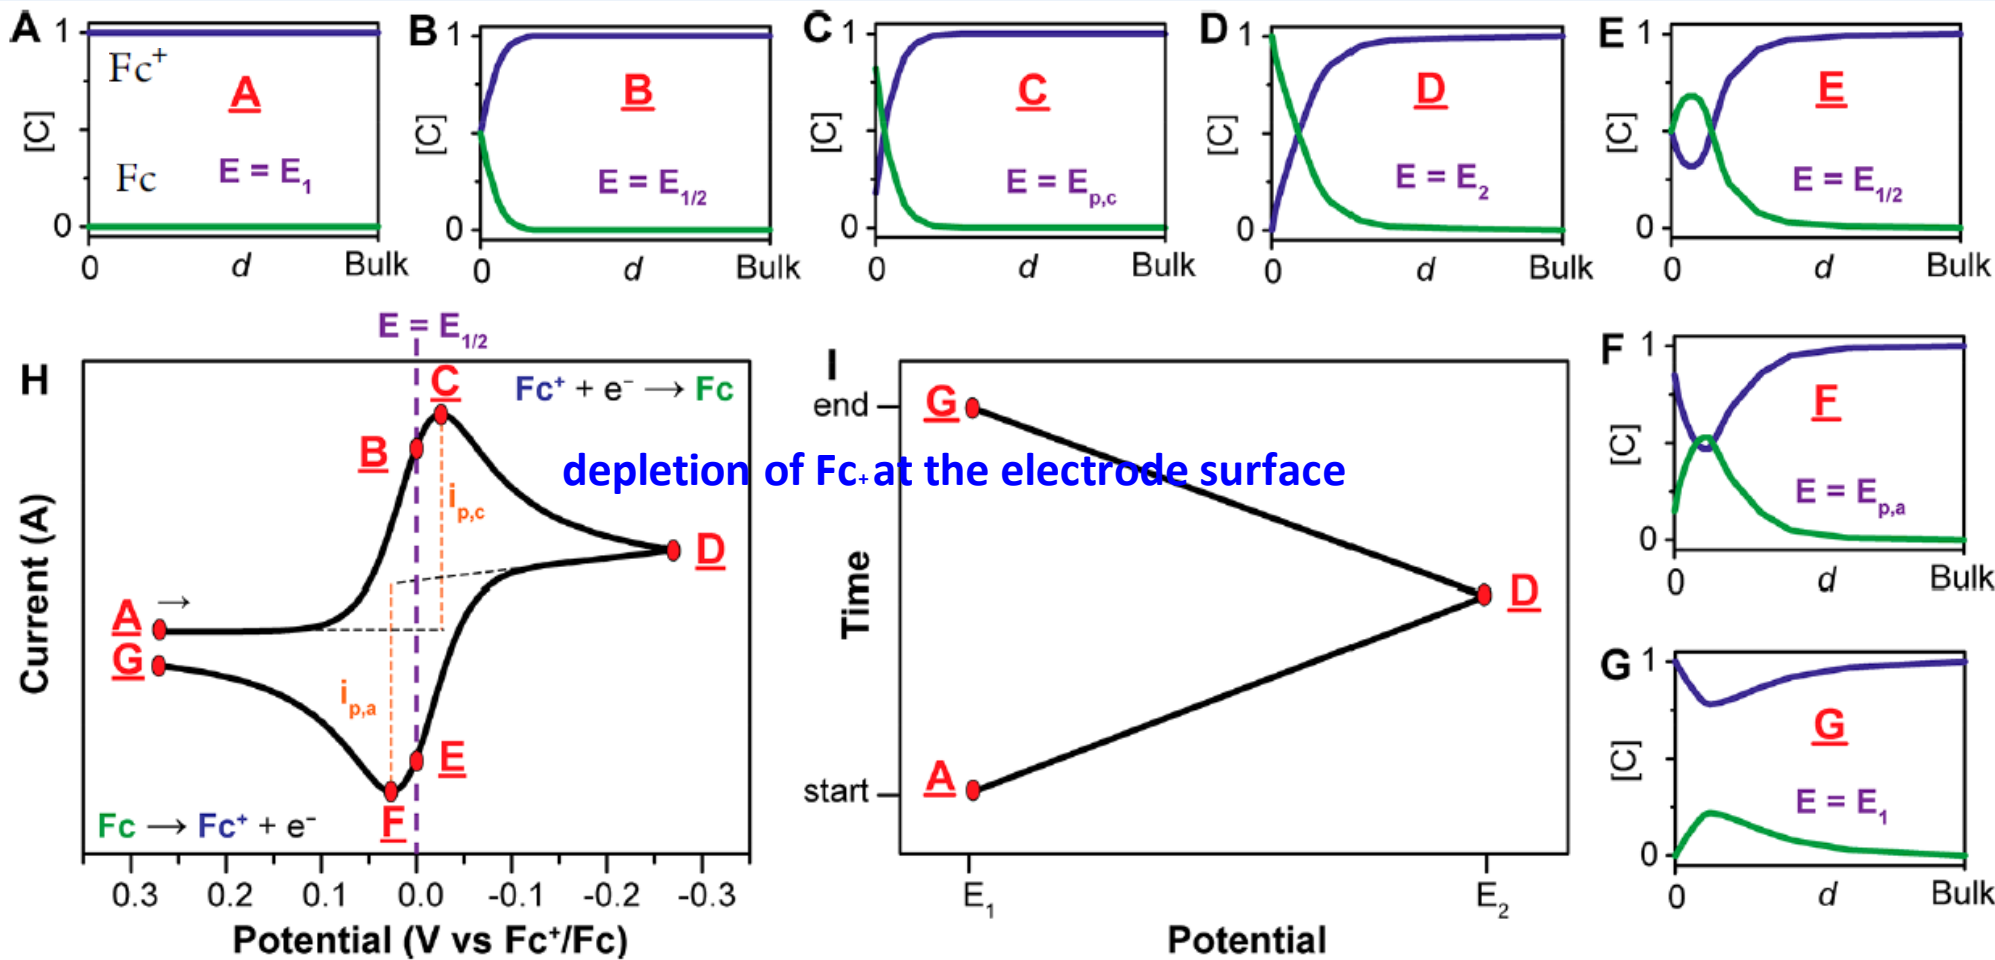 A
1
Fc⁺
A
[C]
Fc
E = E₁
0
0 d Bulk
B
1
B
[C]
E = E₁/₂
0
0 d Bulk
C
1
C
[C]
E = Ep,c
0
0 d Bulk
D
1
D
[C]
E = E₂
0
0 d Bulk
E
1
E
[C]
E = E₁/₂
0
0 d Bulk
E = E₁/₂
H
C
Fc⁺ + e⁻ → Fc
B
ip,c
D
A →
G
ip,a
E
F
Fc → Fc⁺ + e⁻
Current (A)
0.3 0.2 0.1 0.0 -0.1 -0.2 -0.3
Potential (V vs Fc⁺/Fc)
depletion of Fc₊ at the electrode surface
I
end
G
D
Time
start
A
E₁ E₂
Potential
F
1
F
[C]
E = Ep,a
0
0 d Bulk
G
1
G
[C]
E = E₁
0
0 d Bulk